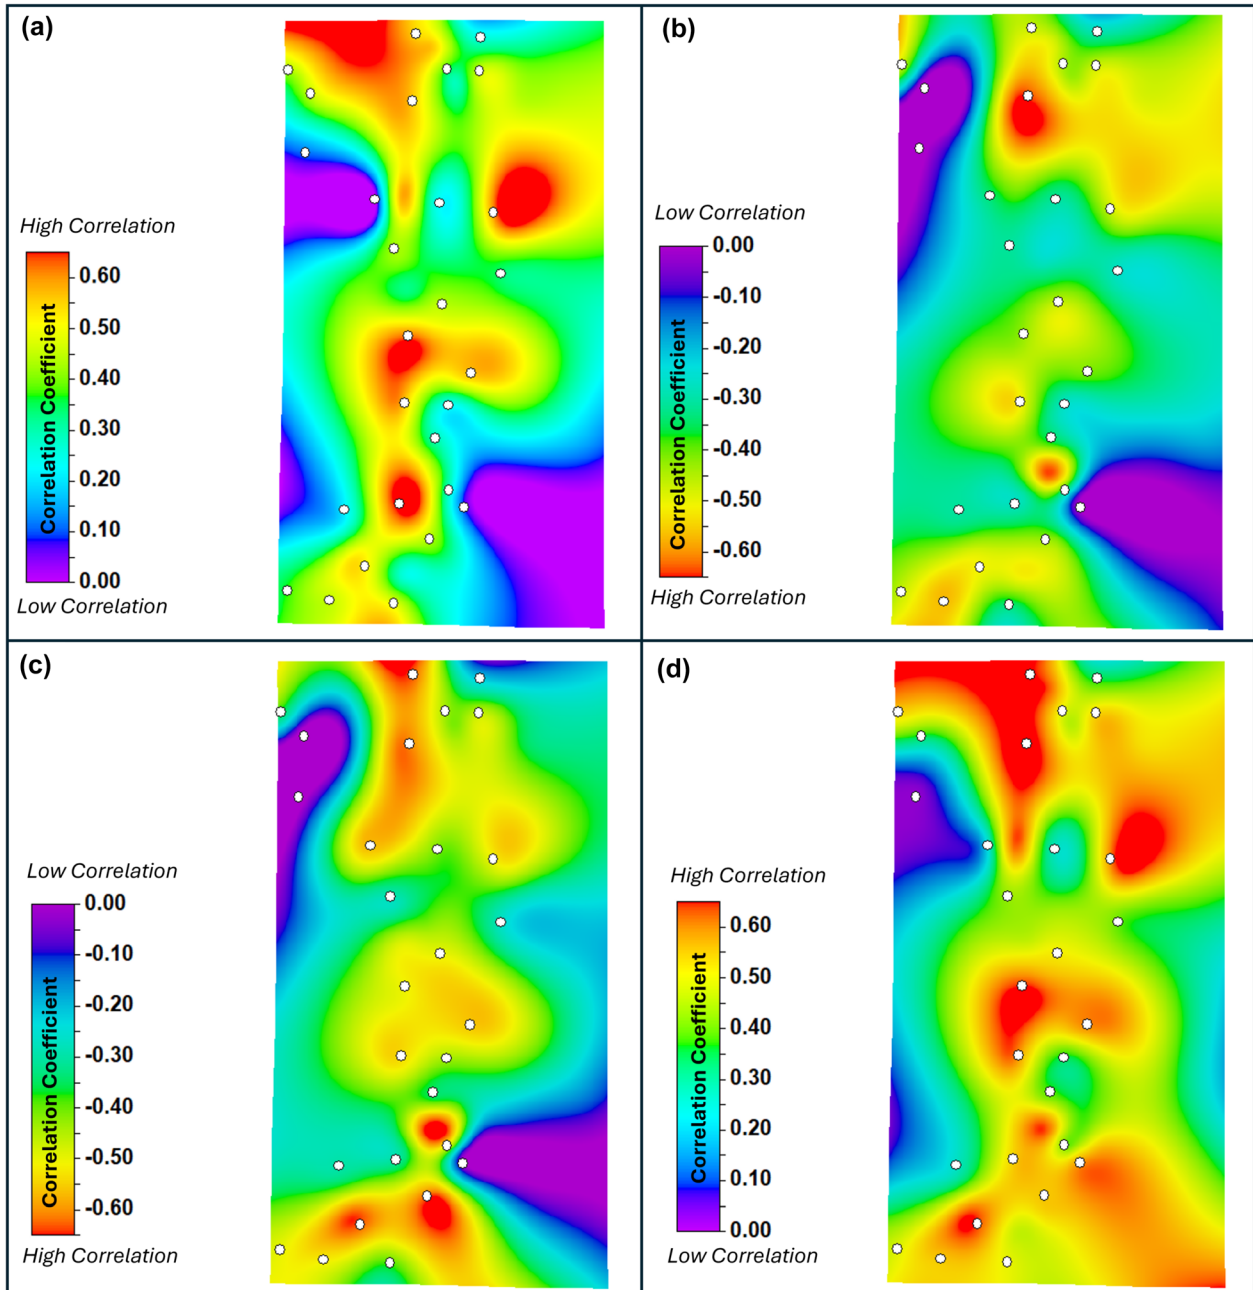 (a)
High Correlation
0.60
0.50
0.40
0.30
0.20
0.10
0.00
Correlation Coefficient
Low Correlation
(b)
Low Correlation
0.00
-0.10
-0.20
-0.30
-0.40
-0.50
-0.60
Correlation Coefficient
High Correlation
(c)
Low Correlation
0.00
-0.10
-0.20
-0.30
-0.40
-0.50
-0.60
Correlation Coefficient
High Correlation
(d)
High Correlation
0.60
0.50
0.40
0.30
0.20
0.10
0.00
Correlation Coefficient
Low Correlation